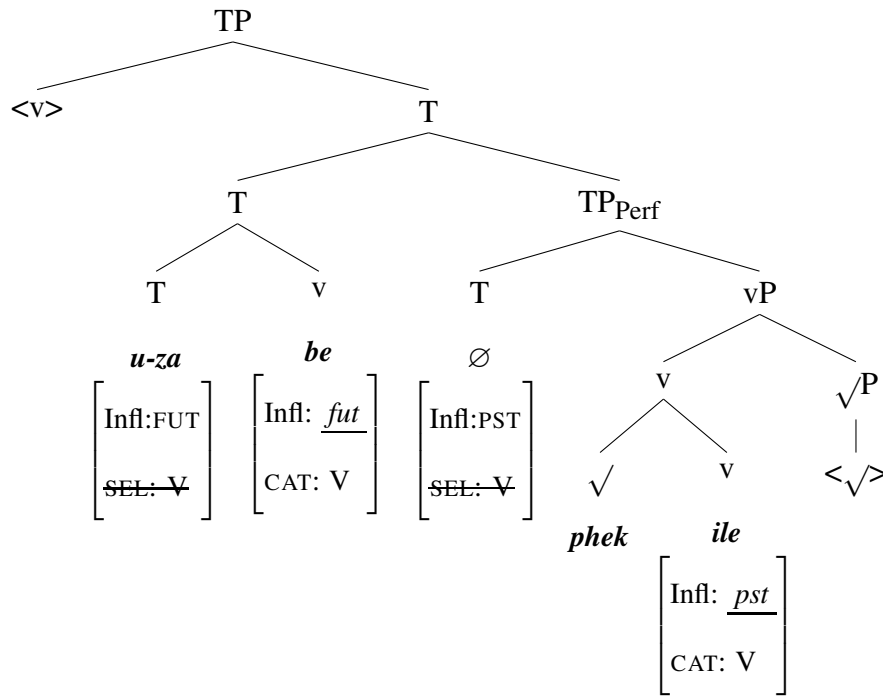 TP
<v> T
T TP_Perf
T v T vP
u-za be ∅ v √P
Infl:FUT Infl: fut Infl:PST
SEL: V CAT: V SEL: V √ v <√>
phek ile
Infl: pst
CAT: V